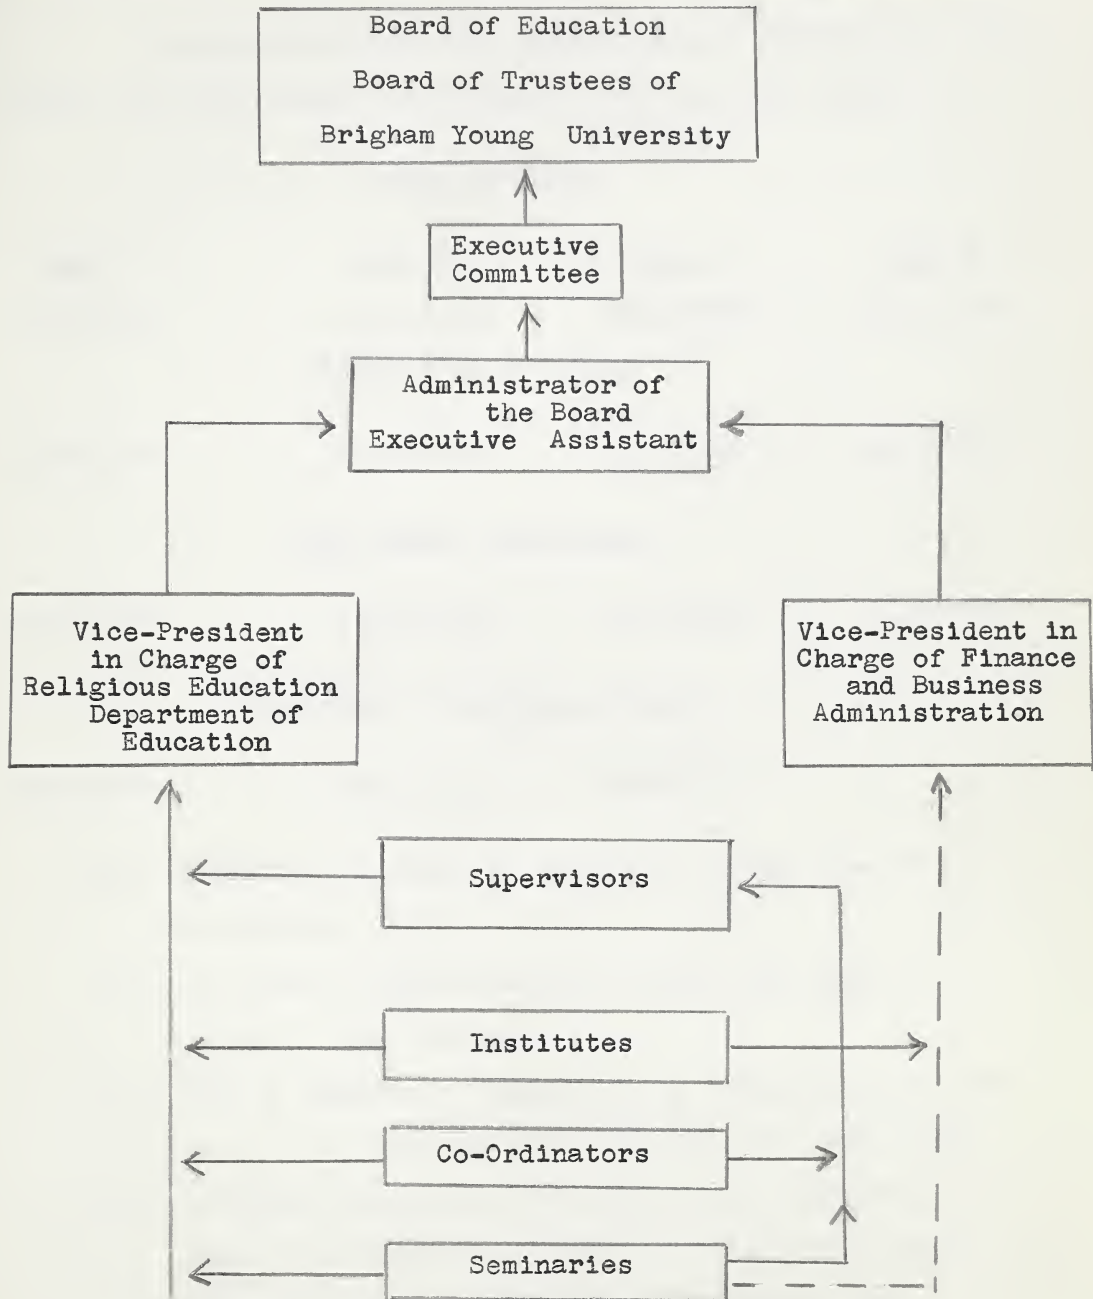 Board of Education
Board of Trustees of
Brigham Young University
Executive
Committee
Administrator of
the Board
Executive Assistant
Vice-President
in Charge of
Religious Education
Department of
Education
Vice-President in
Charge of Finance
and Business
Administration
Supervisors
Institutes
Co-Ordinators
Seminaries